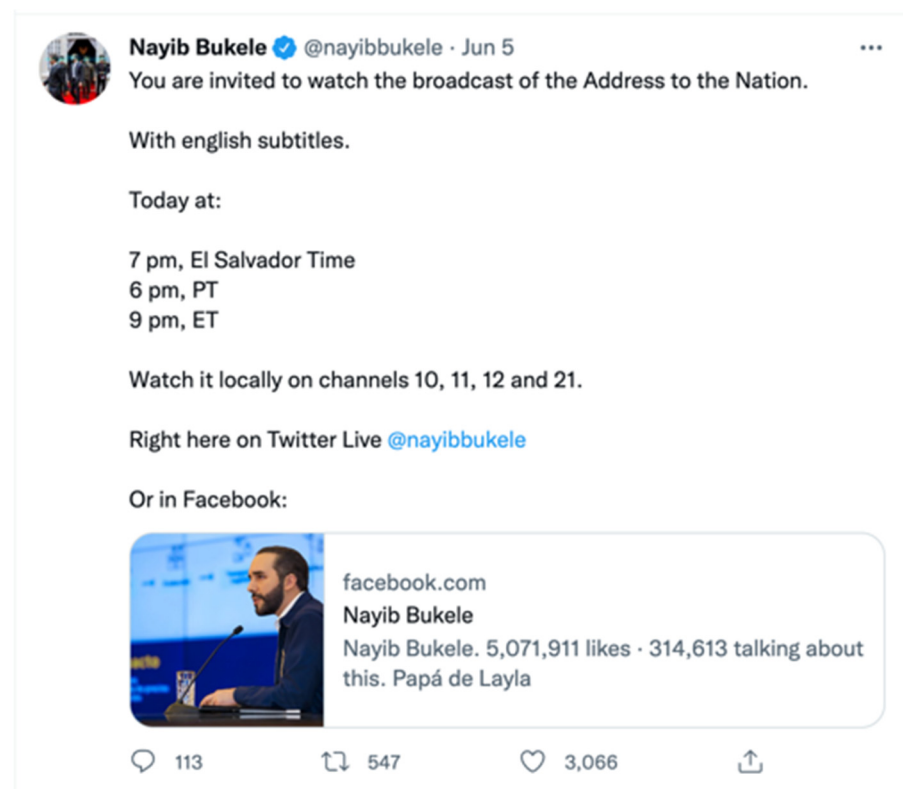 Nayib Bukele @nayibbukele · Jun 5
You are invited to watch the broadcast of the Address to the Nation.
With english subtitles.
Today at:
7 pm, El Salvador Time
6 pm, PT
9 pm, ET
Watch it locally on channels 10, 11, 12 and 21.
Right here on Twitter Live @nayibbukele
Or in Facebook:
facebook.com
Nayib Bukele
Nayib Bukele. 5,071,911 likes · 314,613 talking about
this. Papá de Layla
113 547 3,066